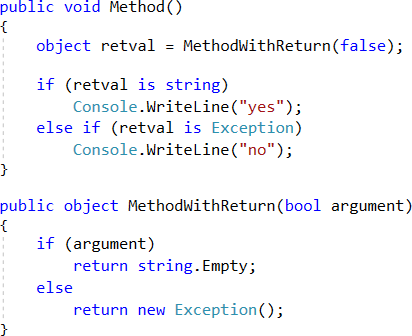 public void Method()
{
    object retval = MethodWithReturn(false);
    if (retval is string)
        Console.WriteLine("yes");
    else if (retval is Exception)
        Console.WriteLine("no");
}
public object MethodWithReturn(bool argument)
{
    if (argument)
        return string.Empty;
    else
        return new Exception();
}